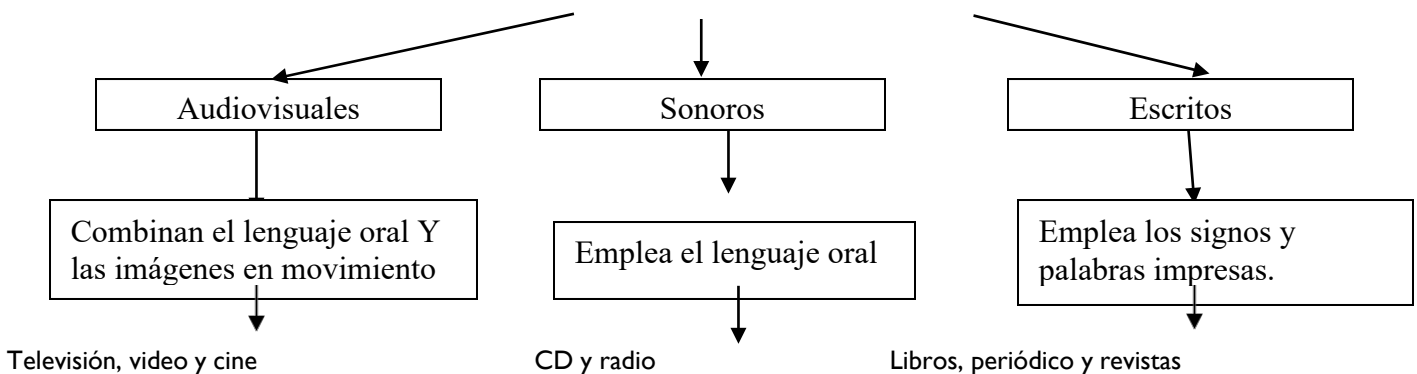 Audiovisuales
Sonoros
Escritos
Combinan el lenguaje oral Y
las imágenes en movimiento
Emplea el lenguaje oral
Emplea los signos y
palabras impresas.
Televisión, video y cine
CD y radio
Libros, periódico y revistas